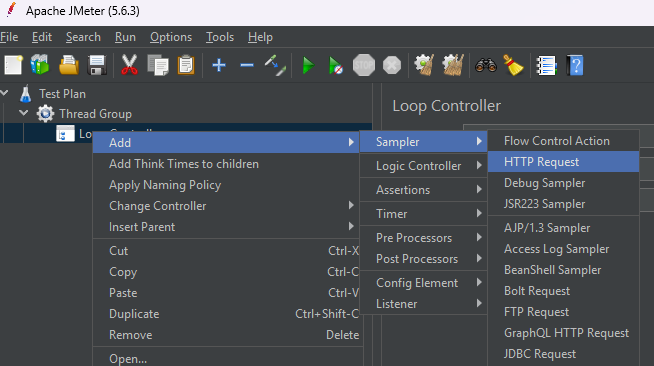 Apache JMeter (5.6.3)
File Edit Search Run Options Tools Help
Test Plan
Thread Group
Loop Controller
Add
Add Think Times to children
Apply Naming Policy
Change Controller
Insert Parent
Cut Ctrl-X
Copy Ctrl-C
Paste Ctrl-V
Duplicate Ctrl+Shift-C
Remove Delete
Open...
Sampler
Logic Controller
Assertions
Timer
Pre Processors
Post Processors
Config Element
Listener
Flow Control Action
HTTP Request
Debug Sampler
JSR223 Sampler
AJP/1.3 Sampler
Access Log Sampler
BeanShell Sampler
Bolt Request
FTP Request
GraphQL HTTP Request
JDBC Request